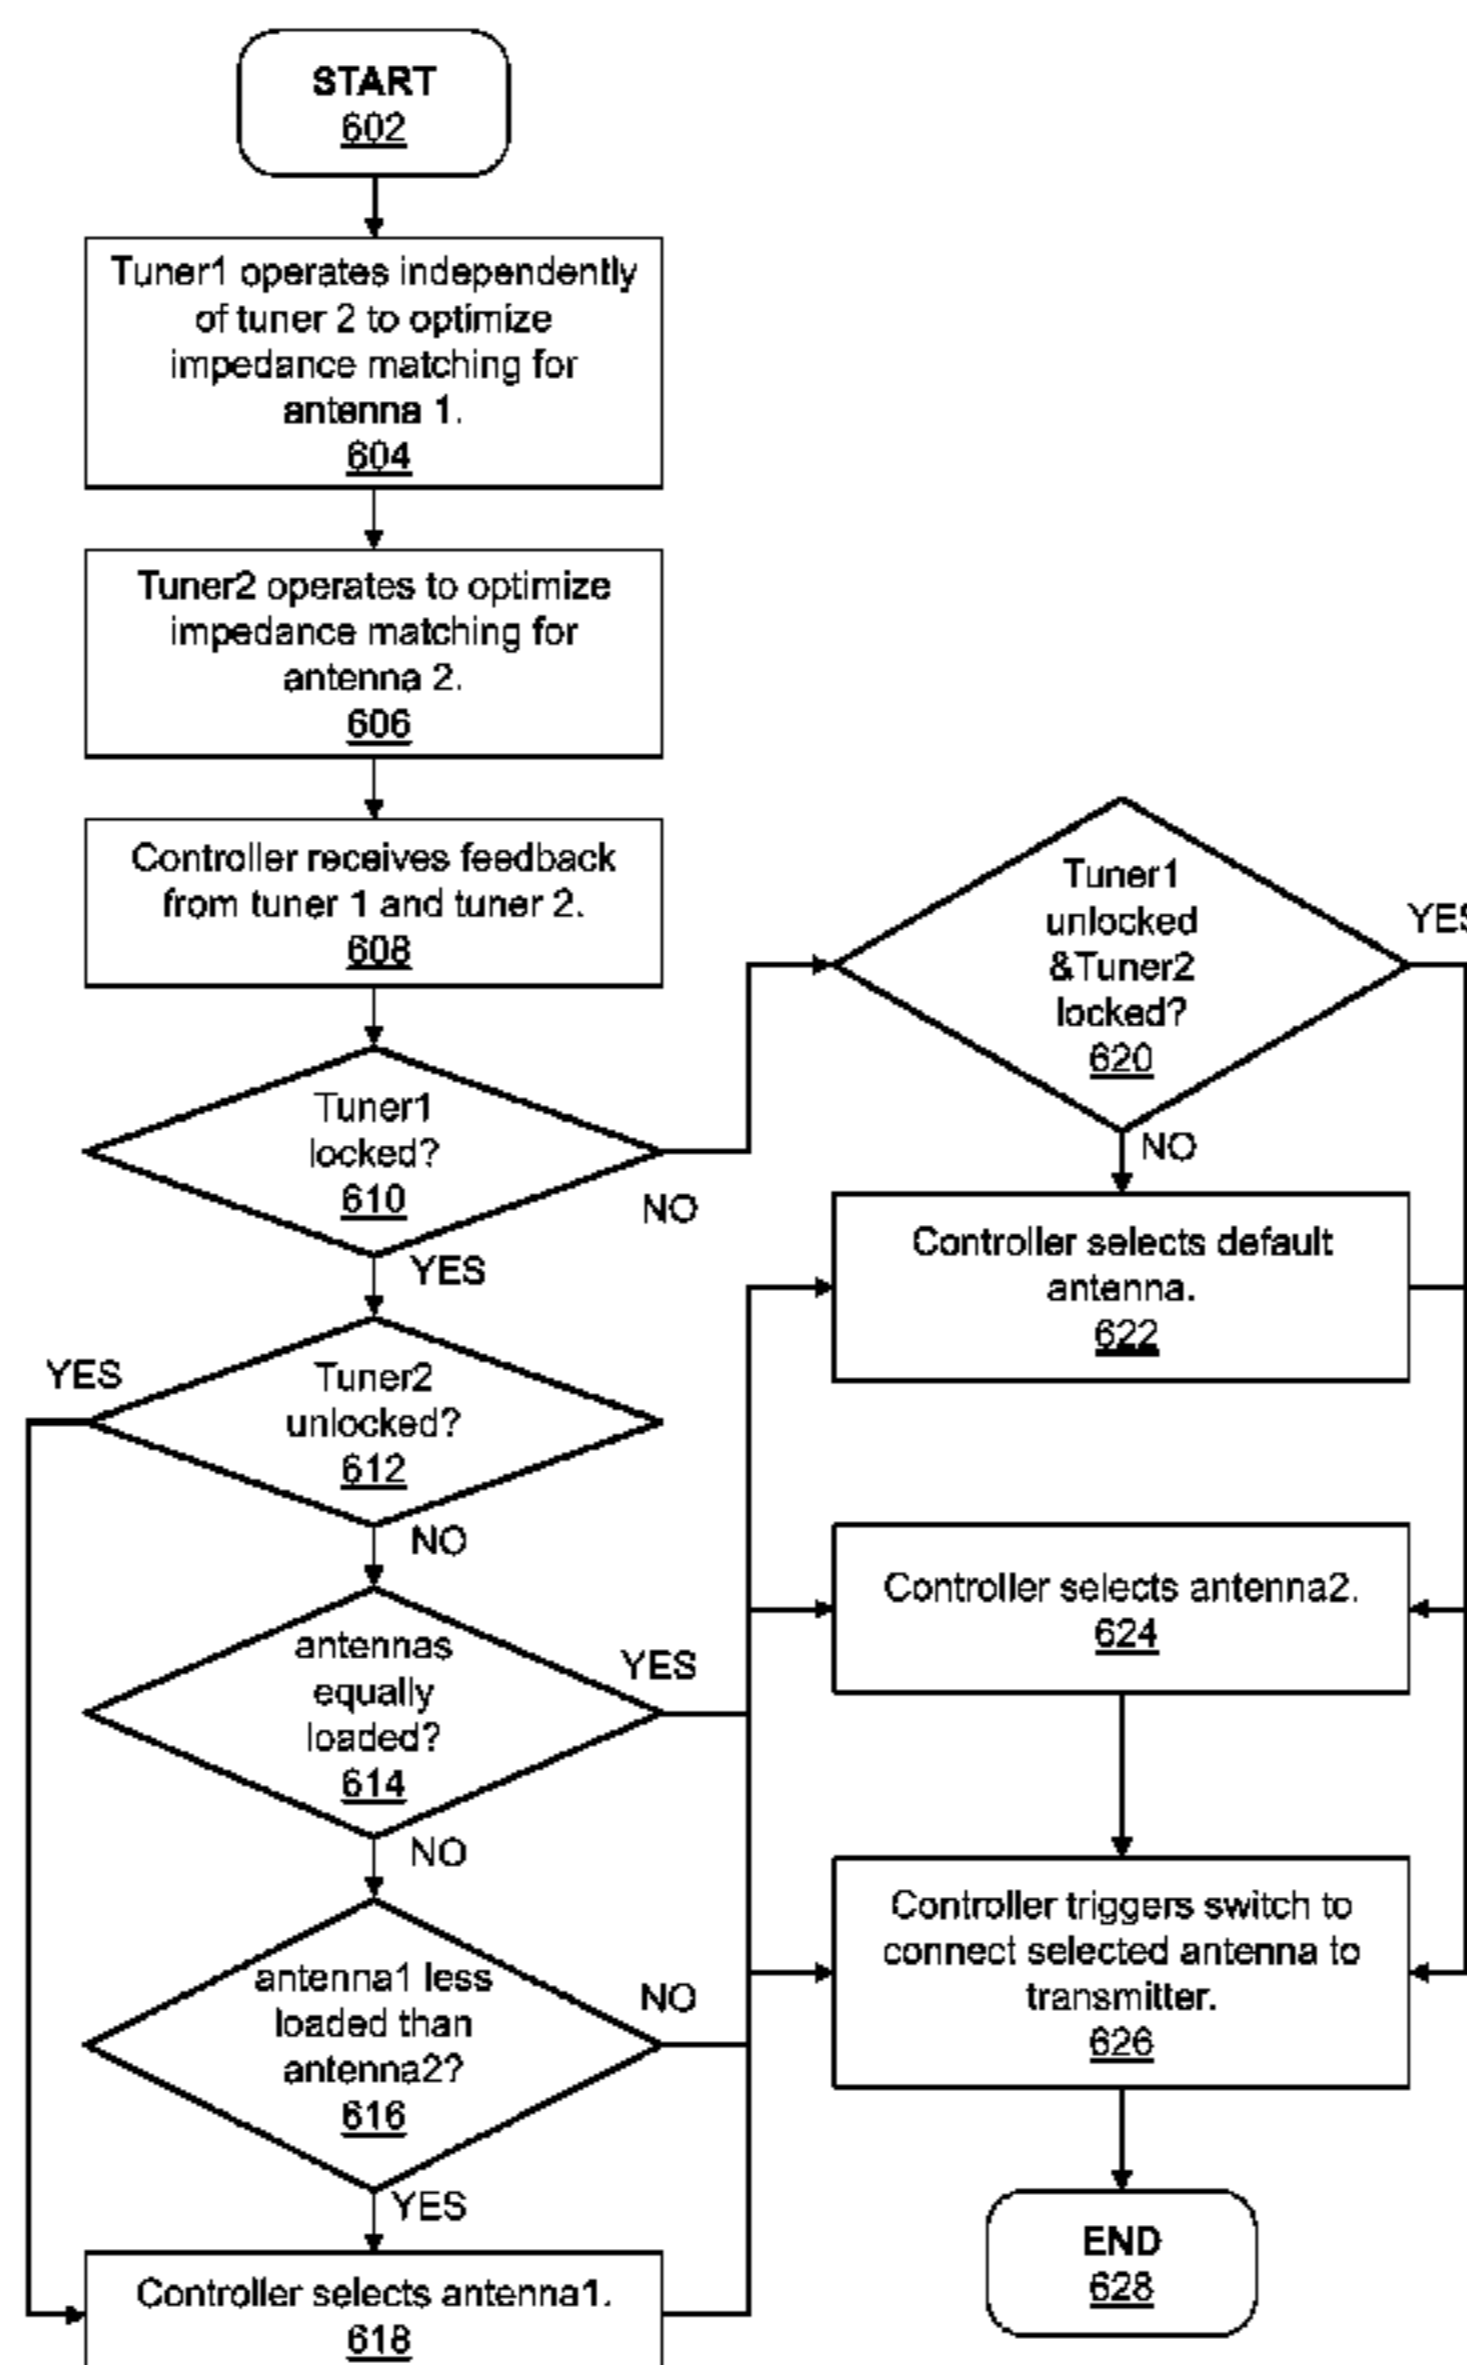 START
602
Tuner1 operates independently
of tuner 2 to optimize
impedance matching for
antenna 1.
604
Tuner2 operates to optimize
impedance matching for
antenna 2.
606
Controller receives feedback
from tuner 1 and tuner 2.
608
Tuner1
locked?
610
NO
YES
Tuner2
unlocked?
612
YES
NO
antennas
equally
loaded?
614
YES
NO
antenna1 less
loaded than
antenna2?
616
NO
YES
Controller selects antenna1.
618
Tuner1
unlocked
&Tuner2
locked?
620
YES
NO
Controller selects default
antenna.
622
Controller selects antenna2.
624
Controller triggers switch to
connect selected antenna to
transmitter.
626
END
628